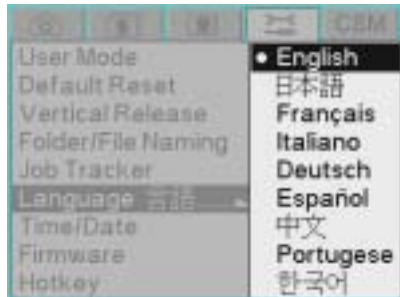 CSM
User Mode
Default Reset
Vertical Release
Folder/File Naming
Job Tracker
Language 言語
Time/Date
Firmware
Hotkey
English
日本語
Français
Italiano
Deutsch
Español
中文
Portugese
한국어